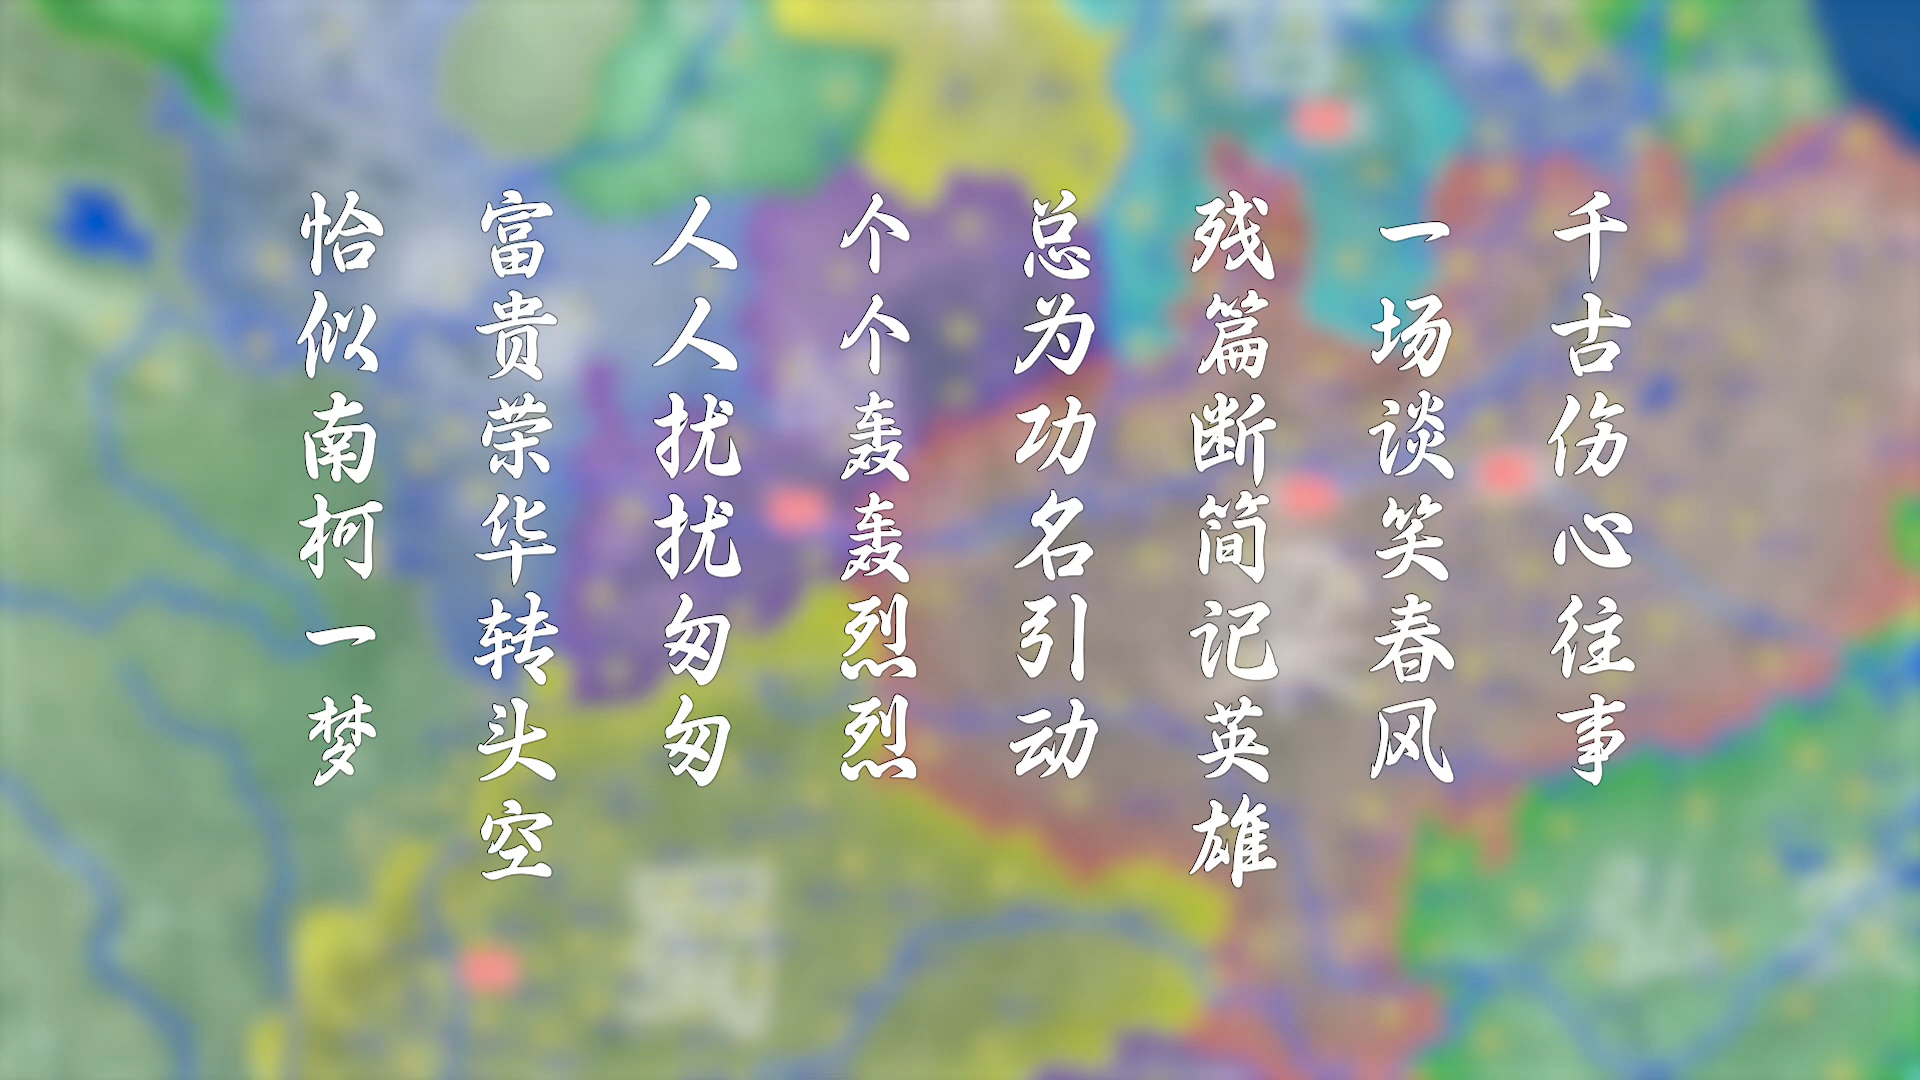 千古伤心往事
一场谈笑春风
残篇断简记英雄
总为功名引动
个个轰轰烈烈
人人扰扰匆匆
富贵荣华转头空
恰似南柯一梦